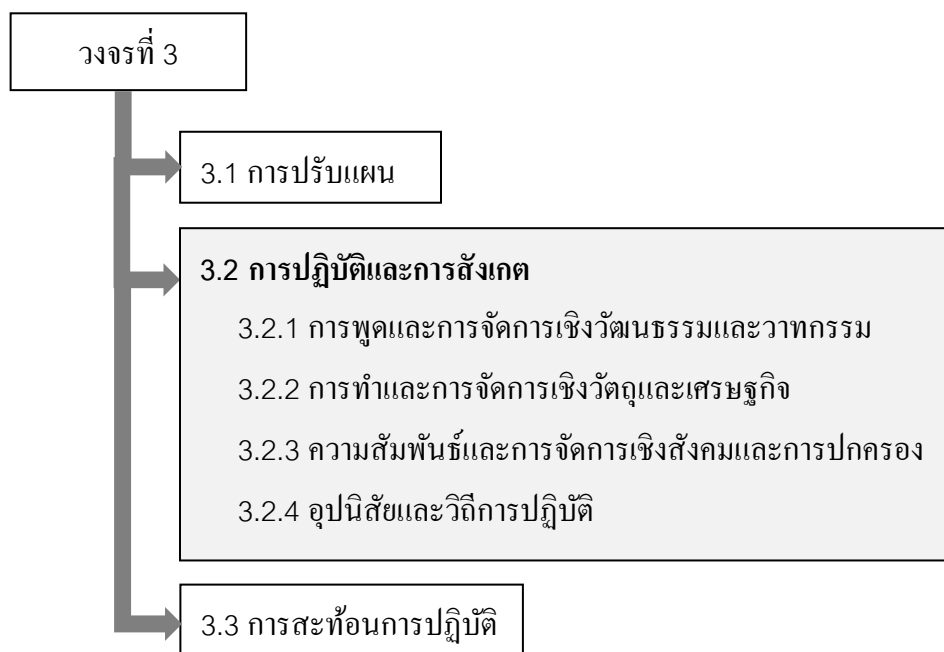 วงจรที่ 3
3.1 การปรับแผน
3.2 การปฏิบัติและการสังเกต
3.2.1 การพูดและการจัดการเชิงวัฒนธรรมและวาทกรรม
3.2.2 การทำและการจัดการเชิงวัตถุและเศรษฐกิจ
3.2.3 ความสัมพันธ์และการจัดการเชิงสังคมและการปกครอง
3.2.4 อุปนิสัยและวิถีการปฏิบัติ
3.3 การสะท้อนการปฏิบัติ